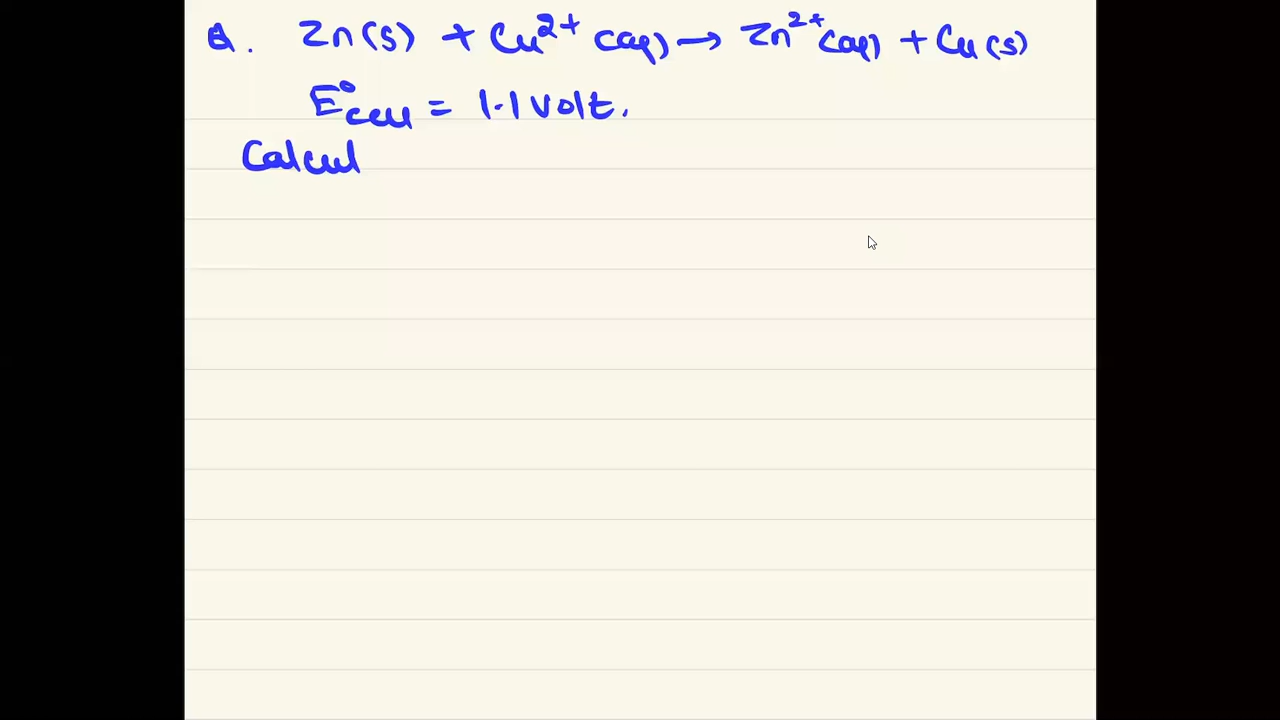 Q. Zn(s) + Cu²⁺ (aq) → Zn²⁺ (aq) + Cu(s)
E°cell = 1.1 volt.
Calcul